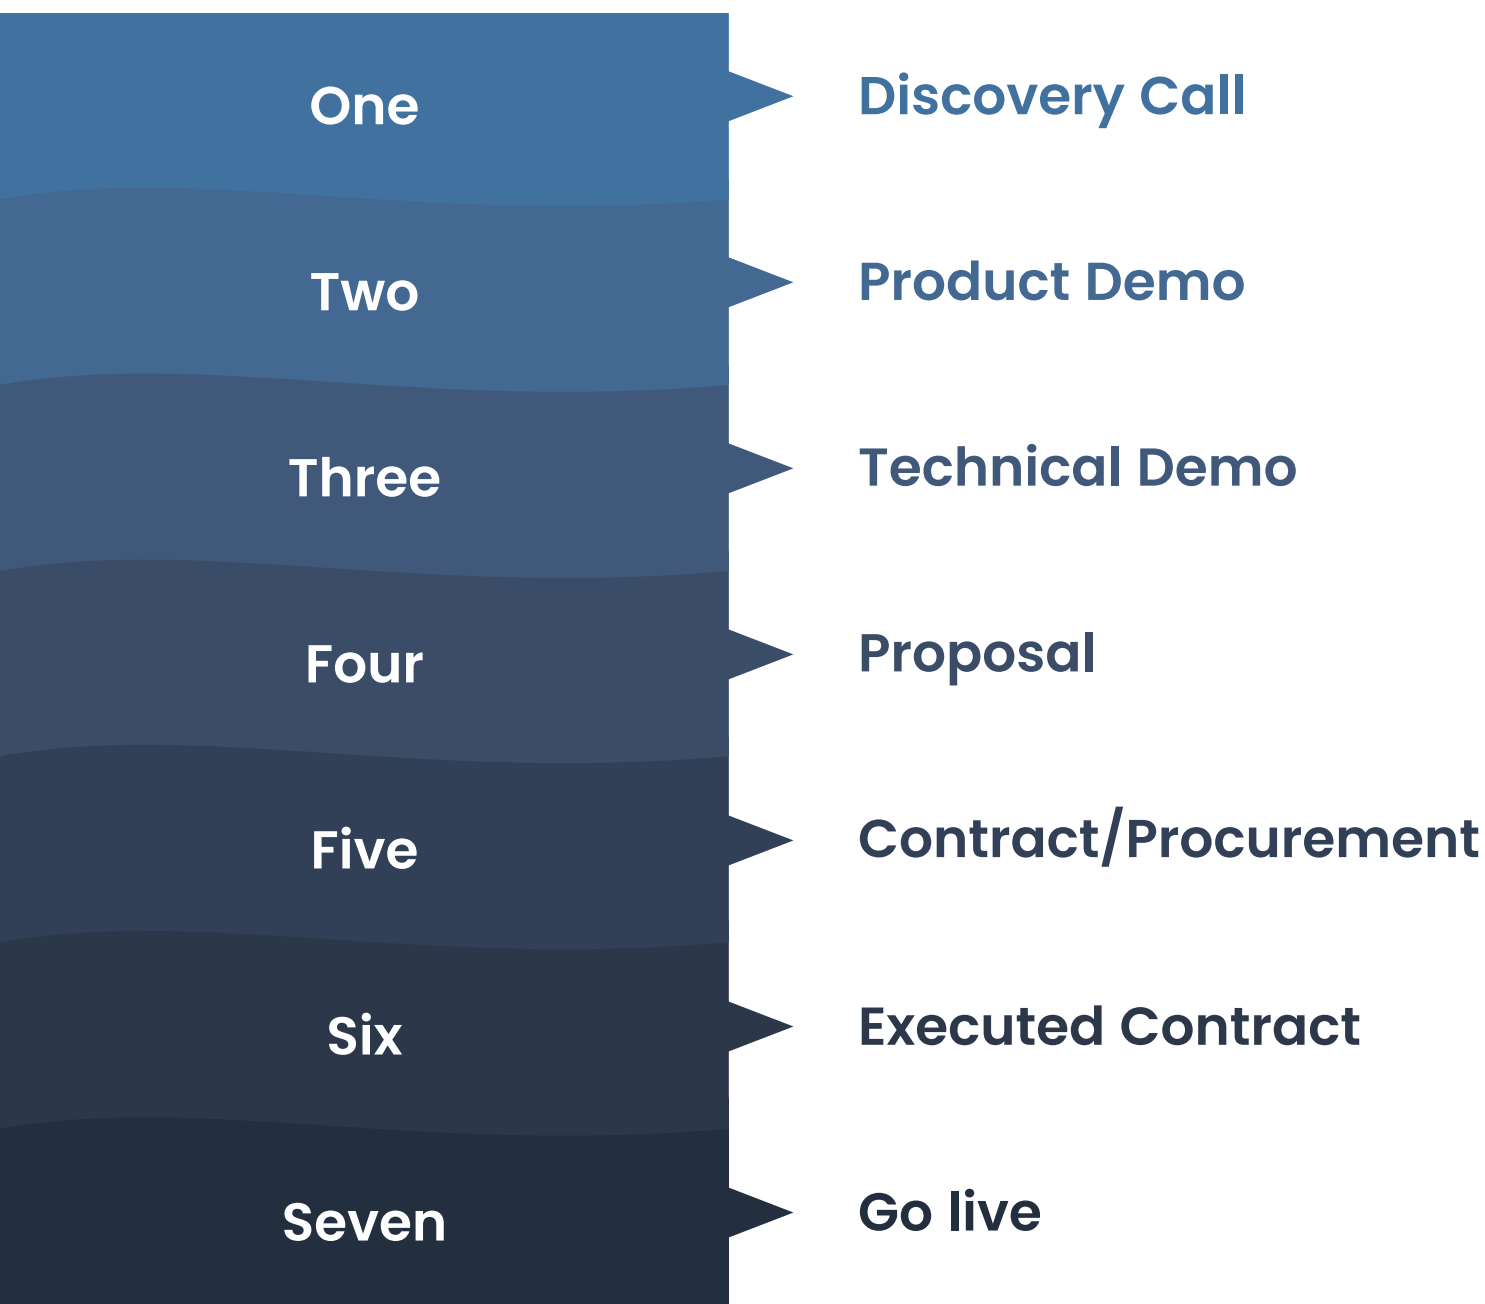 One
Discovery Call
Two
Product Demo
Three
Technical Demo
Four
Proposal
Five
Contract/Procurement
Six
Executed Contract
Seven
Go live